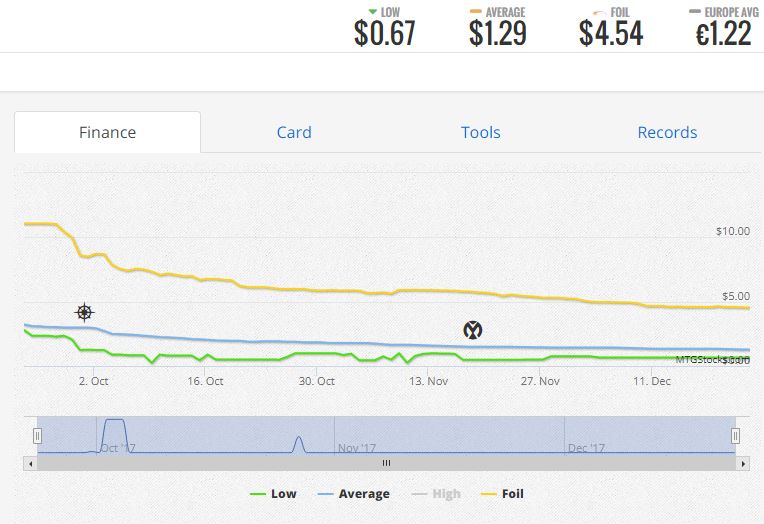 LOW AVERAGE FOIL EUROPE AVG
$0.67 $1.29 $4.54 €1.22
Finance Card Tools Records
$10.00
$5.00
MTGStocks.com
$0.00
2. Oct 16. Oct 30. Oct 13. Nov 27. Nov 11. Dec
Oct '17 Nov '17 Dec '17
Low Average High Foil